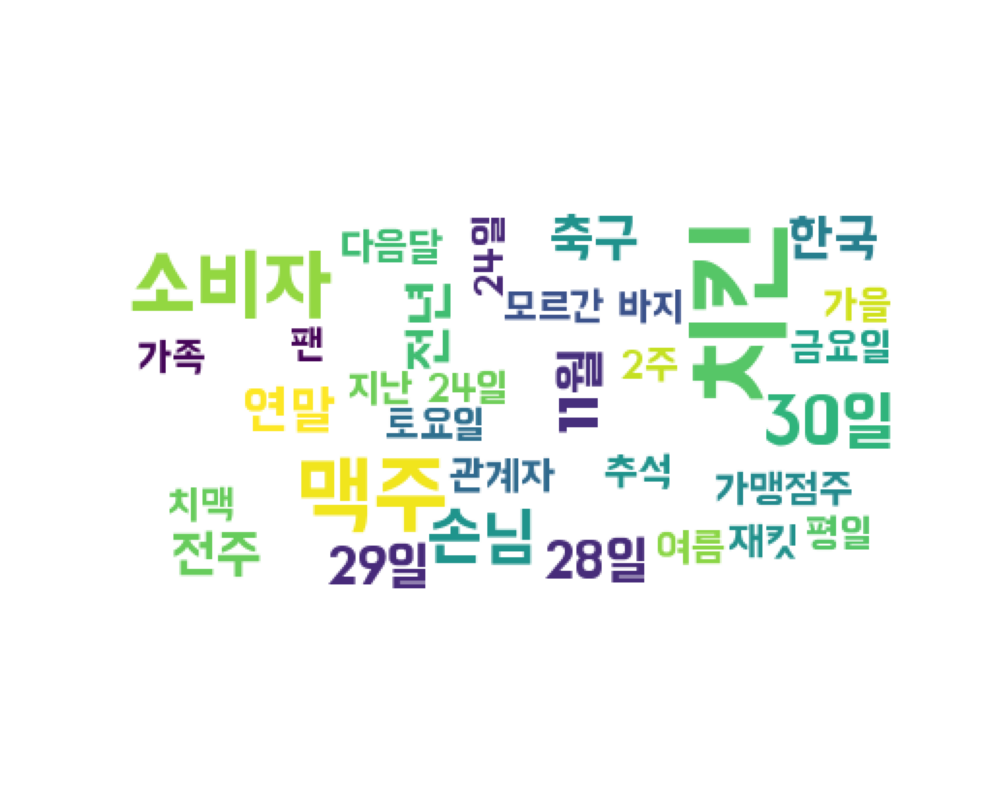 소비자
다음달
24일
축구
치킨
한국
가족
팬
전년
모르간 바지
가을
금요일
연말
지난 24일
토요일
11월
2주
30일
맥주
관계자
추석
가맹점주
치맥
전주
29일
손님
28일
여름
재킷
평일